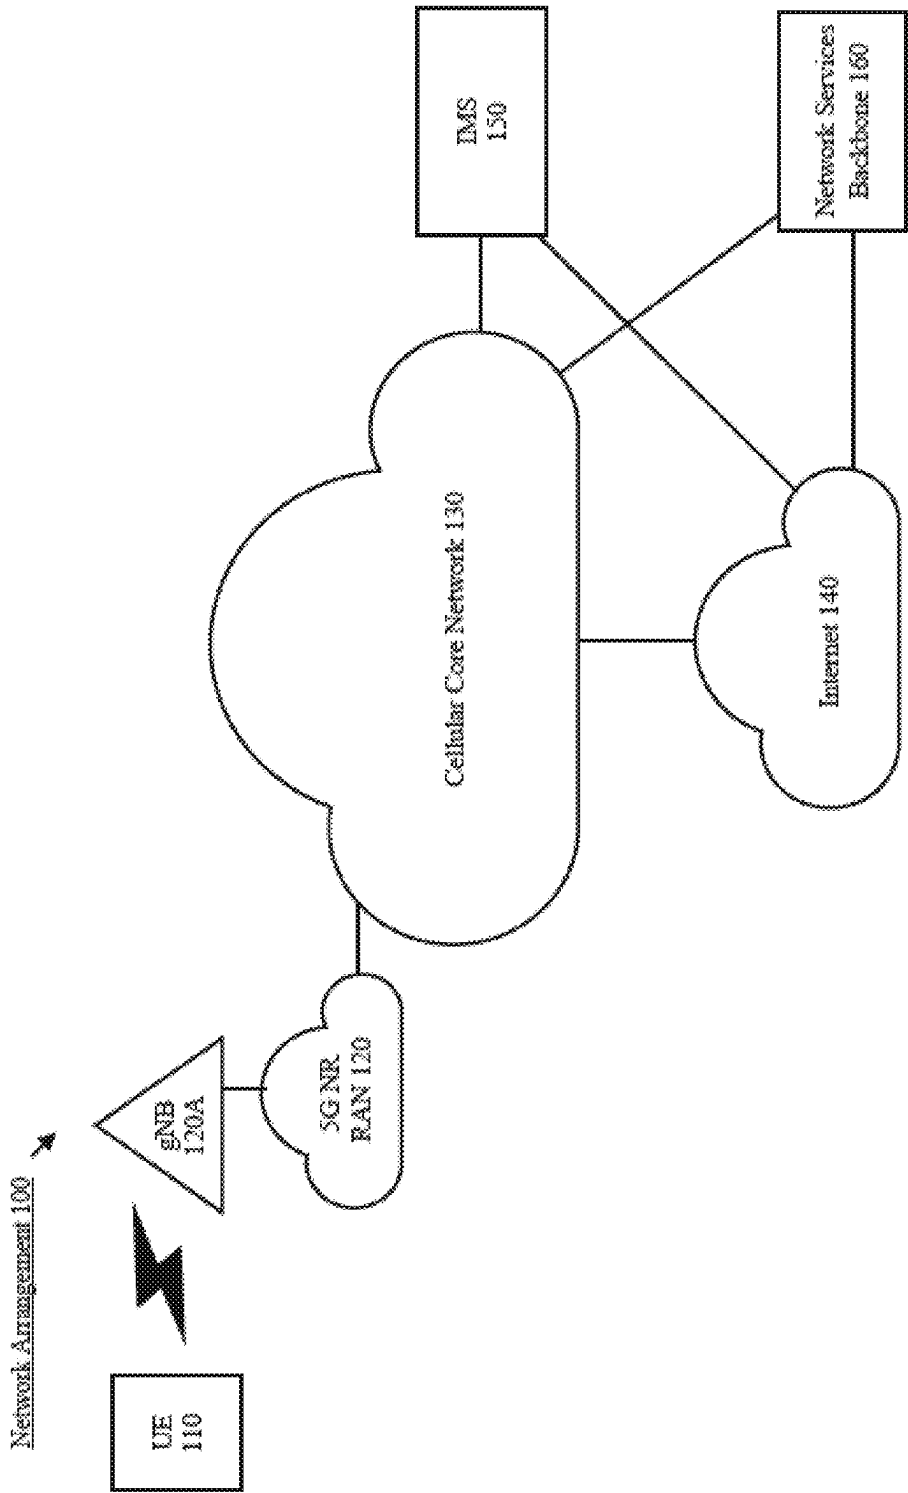 Network Arrangement 100
UE
110
gNB
120A
5G NR
RAN 120
Cellular Core Network 130
Internet 140
IMS
150
Network Services
Backbone 160